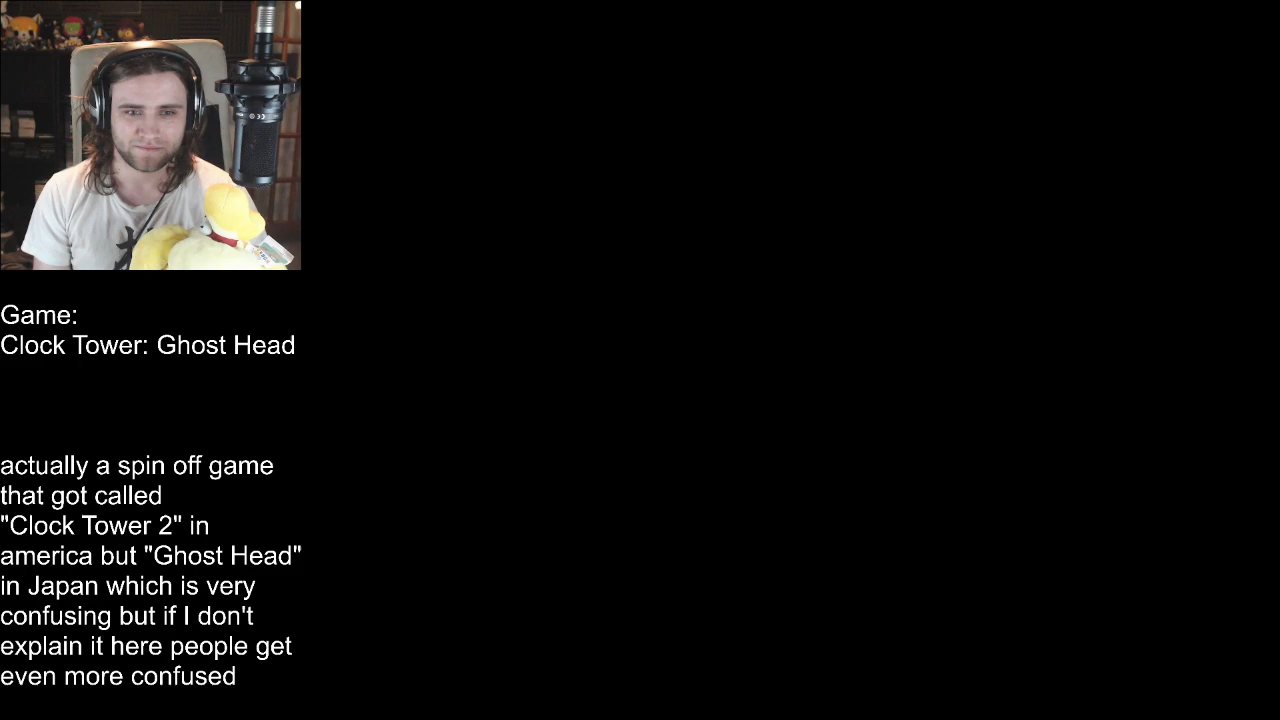 Game:
Clock Tower: Ghost Head
actually a spin off game
that got called
"Clock Tower 2" in
america but "Ghost Head"
in Japan which is very
confusing but if I don't
explain it here people get
even more confused